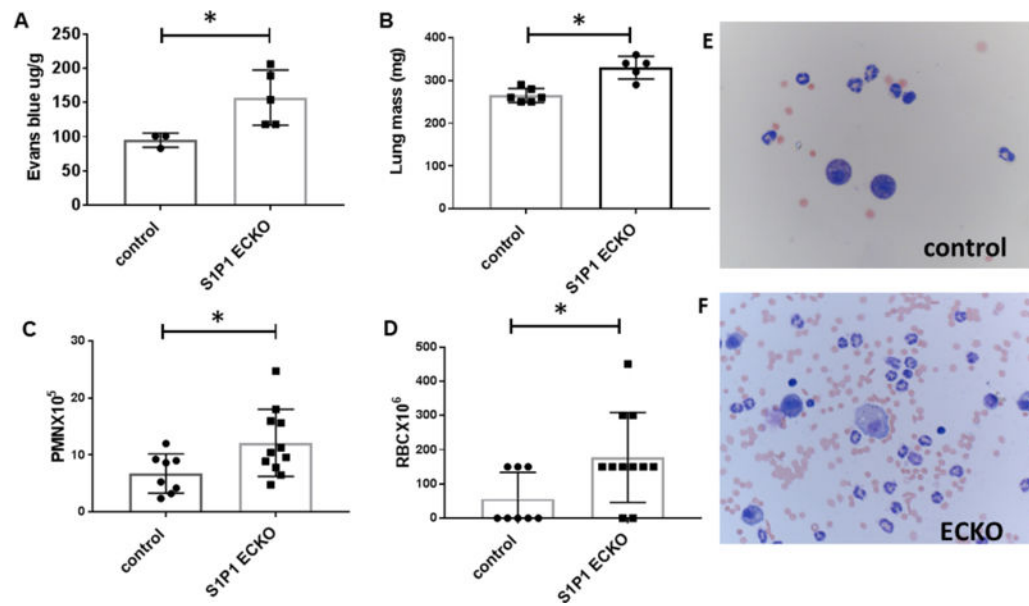 A
*
Evans blue ug/g
250
200
150
100
50
0
control
S1P1 ECKO
B
*
Lung mass (mg)
400
300
200
100
0
control
S1P1 ECKO
E
control
C
*
PMNX10⁵
30
20
10
0
control
S1P1 ECKO
D
*
RBCX10⁶
500
400
300
200
100
0
control
S1P1 ECKO
F
ECKO